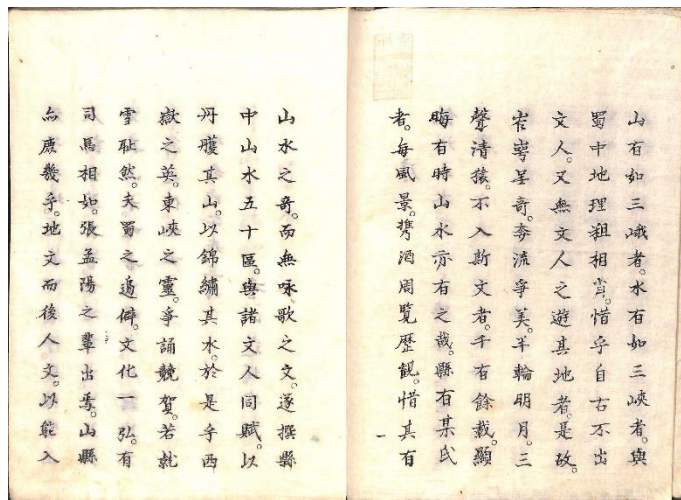 山有如三峨者。水有如三峽者。與
蜀中地理粗相肖。惜乎自古不出
文人。又無文人之遊其地者。是故。
岩崿呈奇。奔流寧美。半輪明月。三
聲清猿。不入斯文者。千有餘載。顯
晦有時山水亦有之哉。縣有某氏
者。每風景。携酒周覽歷觀。惜其有
山水之奇。而無咏歌之文。遂撰縣
中山水五十區。與諸文人同賦。以
丹雘其山。以錦繡其水。於是乎西
嶽之英。東峽之靈。爭誦競賀。若就
雪恥然。夫蜀之邊僻。文化一弘。有
司馬相如。張孟陽之輩出焉。山縣
亦庶幾乎。地文而後人文。以能入